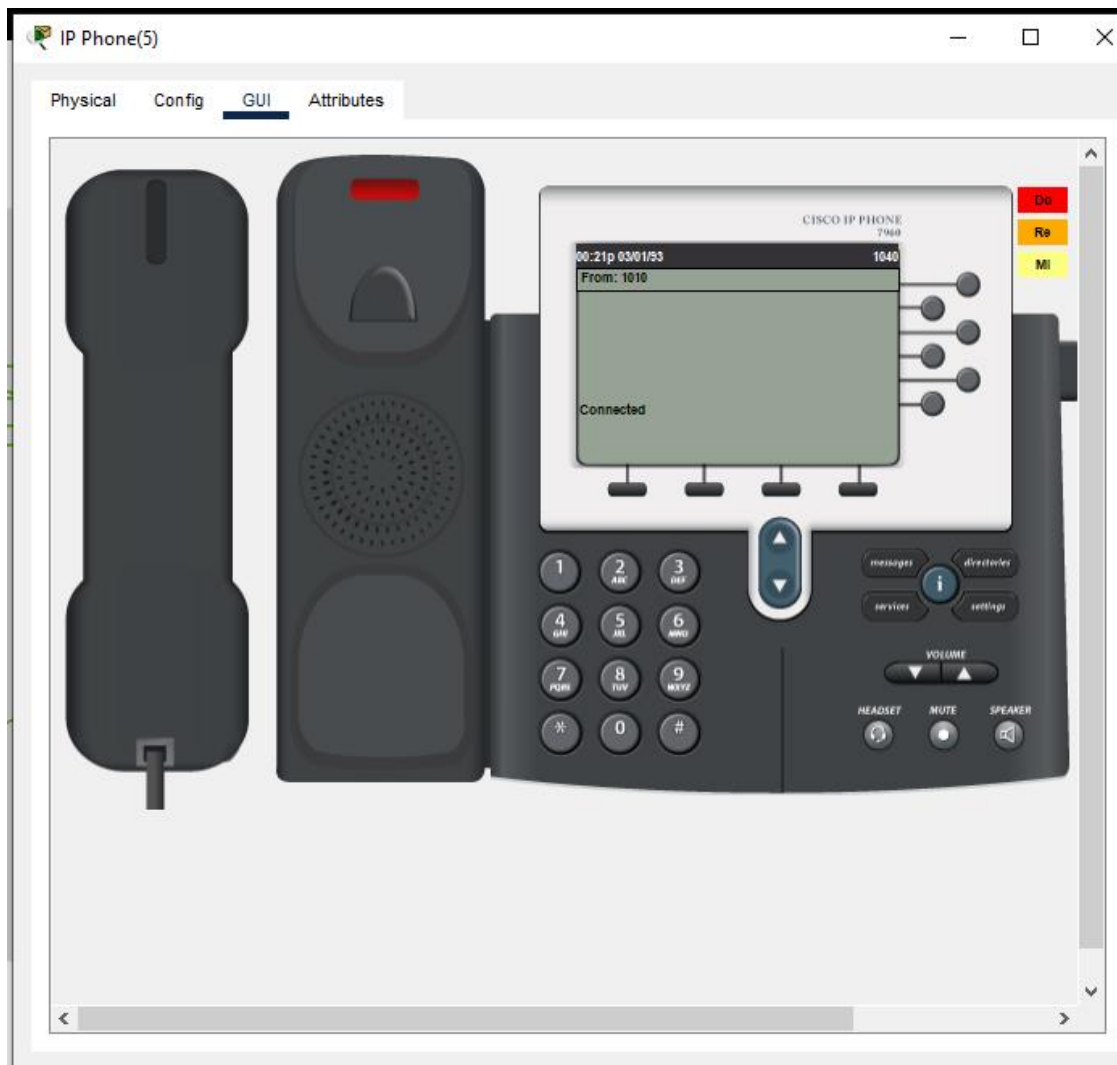 IP Phone(5)
Physical Config GUI Attributes
CISCO IP PHONE
7960
00:21p 03/01/93 1040
From: 1010
Connected
Do
Re
Mi
1
2 ABC
3 DEF
4 GHI
5 JKL
6 MNO
7 PQRS
8 TUV
9 WXYZ
*
0
#
messages
directories
i
services
settings
VOLUME
HEADSET MUTE SPEAKER